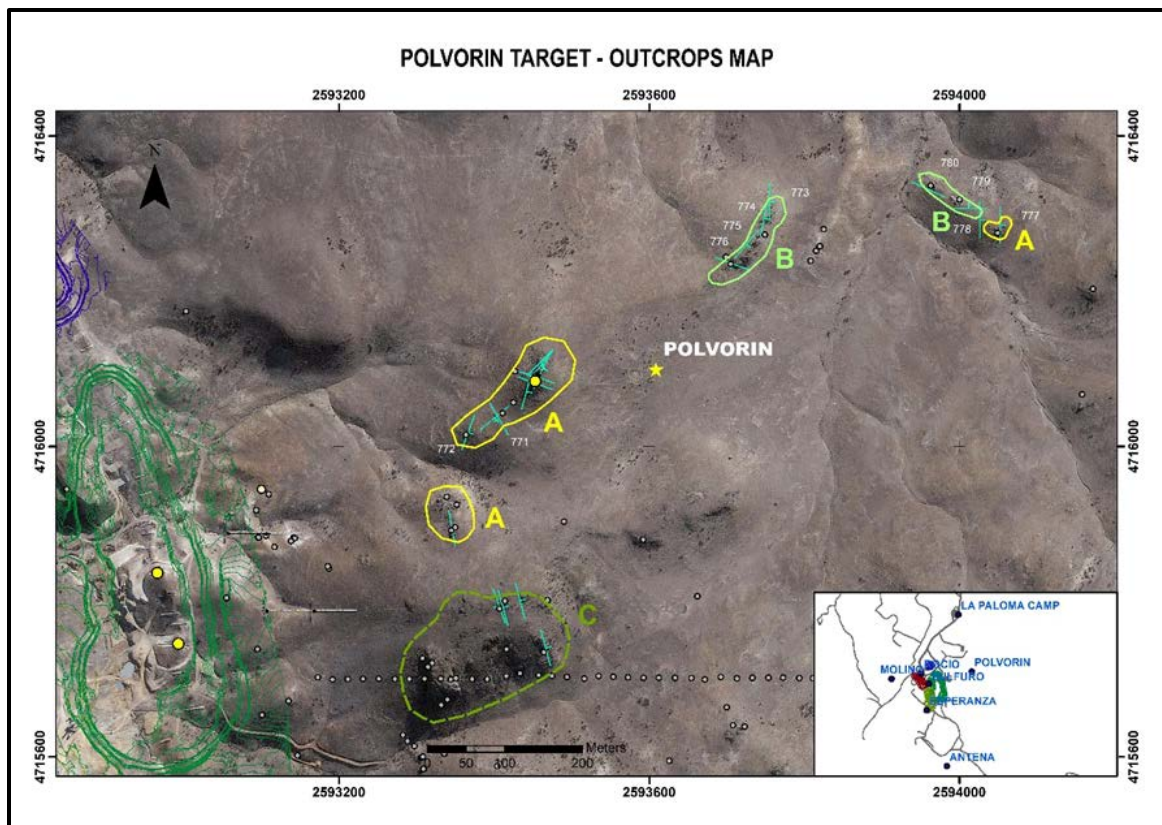 POLVORIN TARGET - OUTCROPS MAP
2593200
2593600
2594000
4716400
4716400
N
780
779
773
774
777
775
778
B
A
776
B
POLVORIN
A
771
772
4716000
4716000
A
C
LA PALOMA CAMP
POLVORIN
MOLINO
ESPERANZA
ANTENA
Meters
50
100
200
4715600
4715600
2593200
2593600
2594000